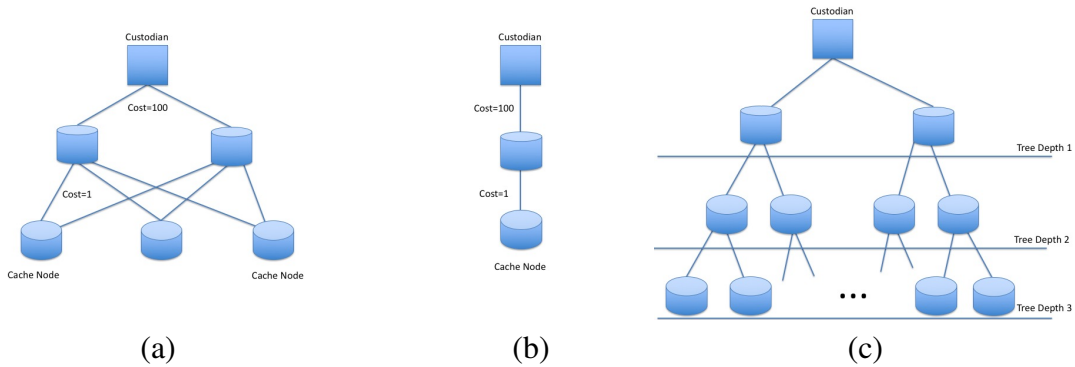 Custodian
Cost=100
Cost=1
Cache Node
Cache Node
(a)
Custodian
Cost=100
Cost=1
Cache Node
(b)
Custodian
Tree Depth 1
Tree Depth 2
...
Tree Depth 3
(c)